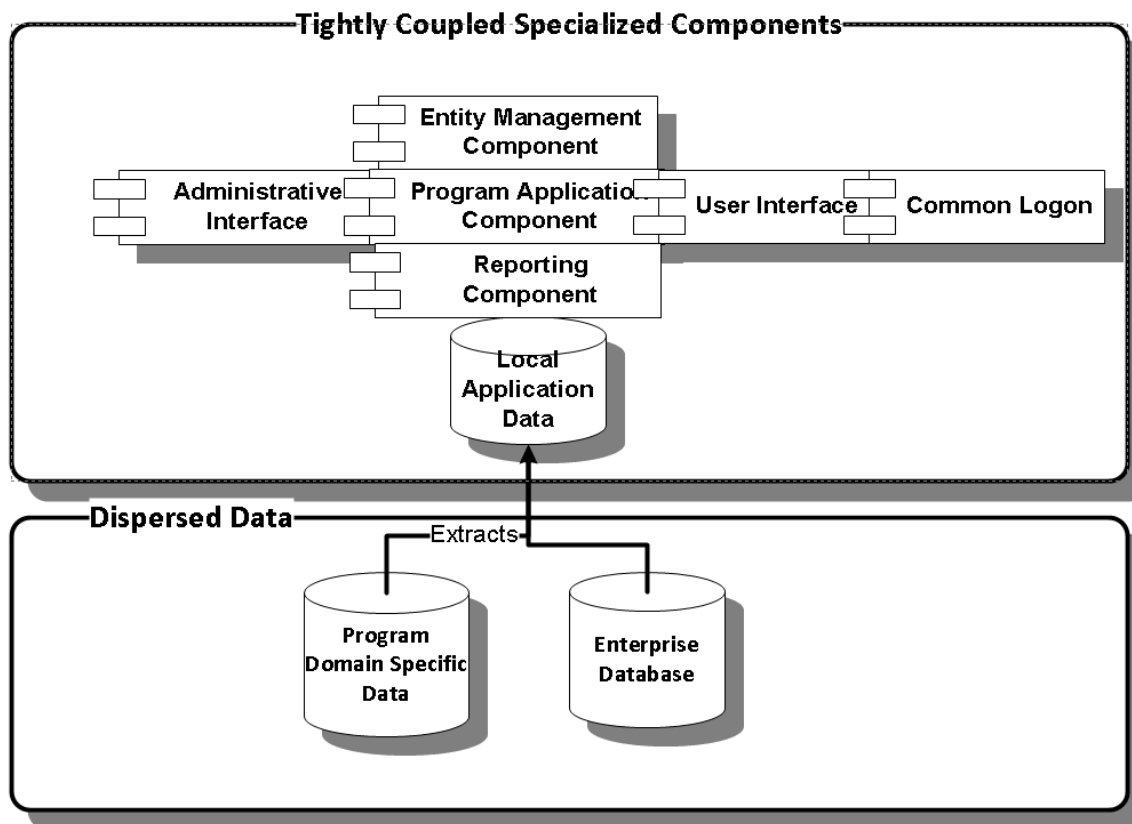 Tightly Coupled Specialized Components
Entity Management
Component
Administrative
Interface
Program Application
Component
User Interface
Common Logon
Reporting
Component
Local
Application
Data
Dispersed Data
Extracts
Program
Domain Specific
Data
Enterprise
Database